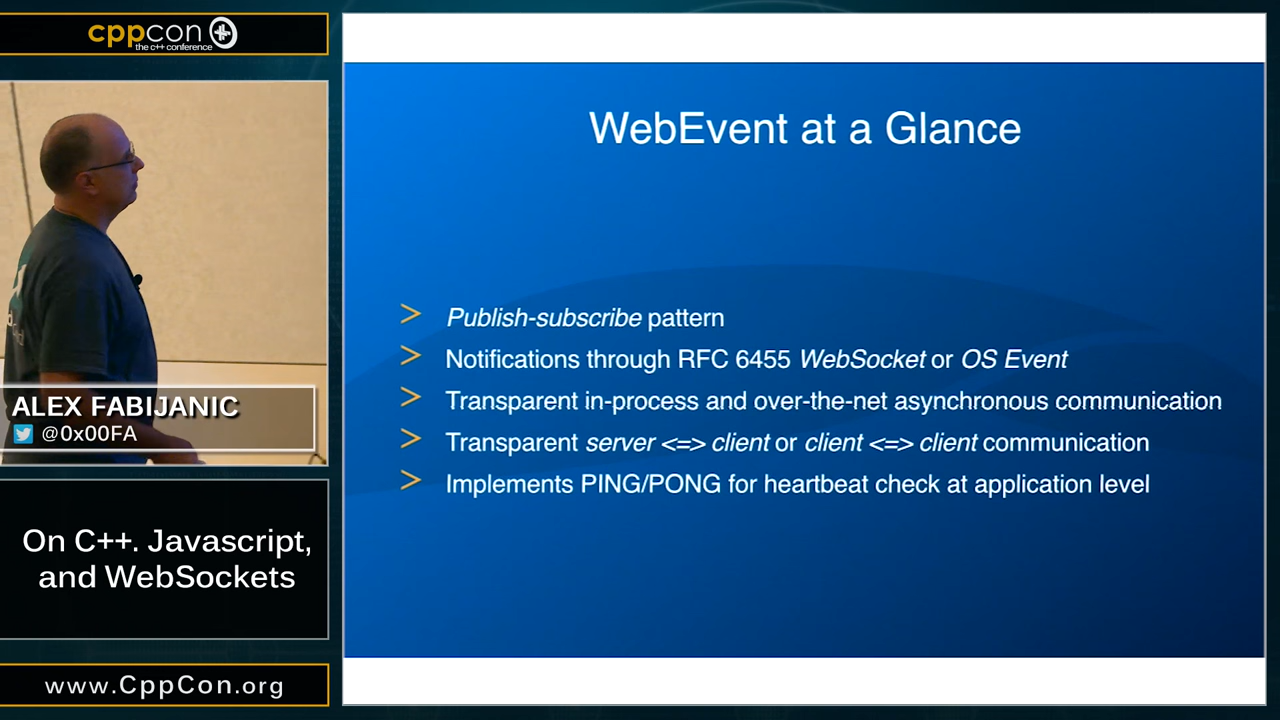 cppcon
the c++ conference
WebEvent at a Glance
> Publish-subscribe pattern
> Notifications through RFC 6455 WebSocket or OS Event
> Transparent in-process and over-the-net asynchronous communication
> Transparent server <=> client or client <=> client communication
> Implements PING/PONG for heartbeat check at application level
ALEX FABIJANIC
@0x00FA
On C++. Javascript,
and WebSockets
www.CppCon.org